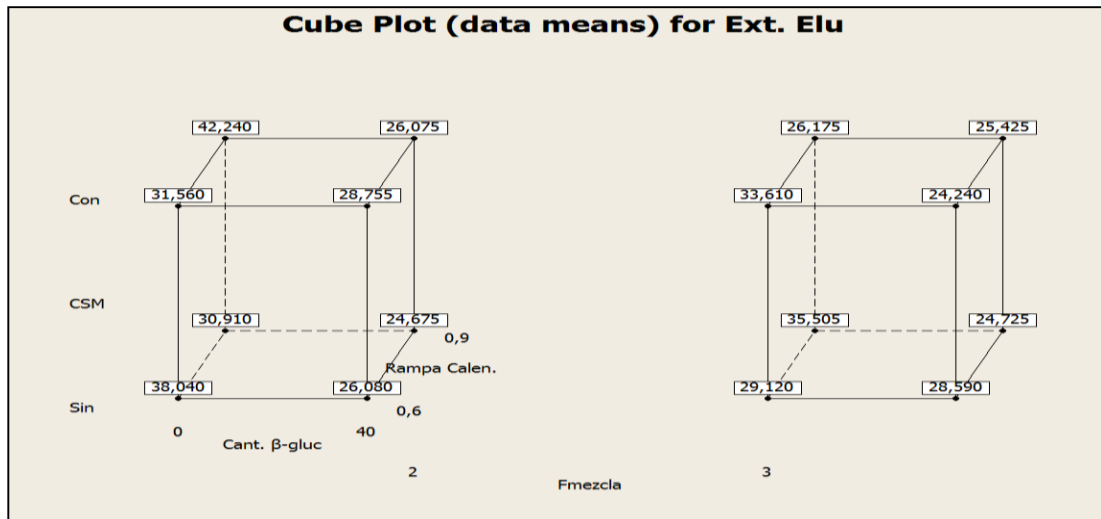 Cube Plot (data means) for Ext. Elu
42,240 26,075 26,175 25,425
Con 31,560 28,755 33,610 24,240
CSM
30,910 24,675 35,505 24,725
0,9
Rampa Calen.
Sin 38,040 26,080 29,120 28,590
0,6
0 40
Cant. β-gluc
2 3
Fmezcla